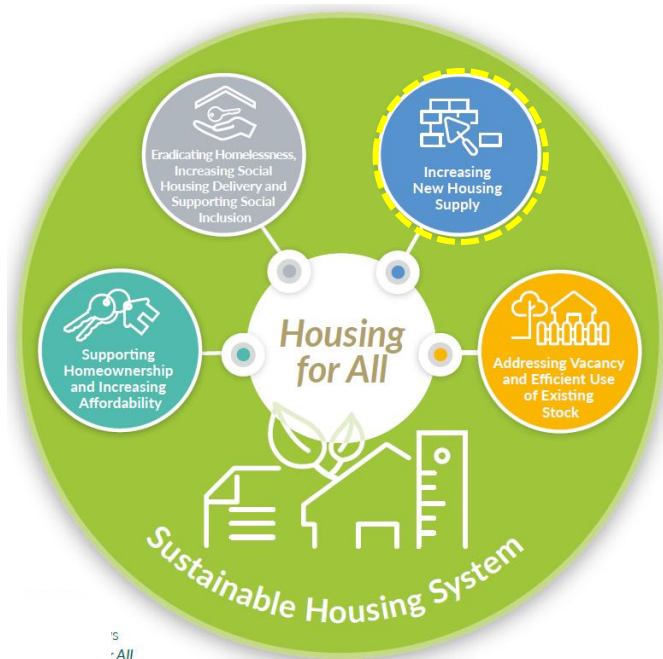 Eradicating Homelessness,
Increasing Social
Housing Delivery and
Supporting Social
Inclusion
Increasing
New Housing
Supply
Supporting
Homeownership
and Increasing
Affordability
Housing
for All
Addressing Vacancy
and Efficient Use
of Existing
Stock
Sustainable Housing System
All